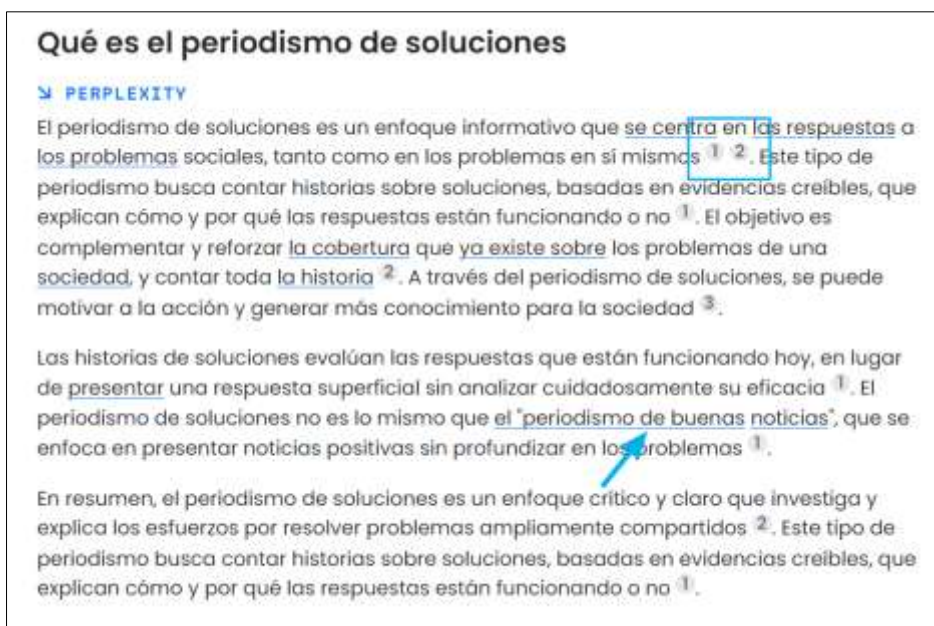 Qué es el periodismo de soluciones
PERPLEXITY
El periodismo de soluciones es un enfoque informativo que se centra en las respuestas a
los problemas sociales, tanto como en los problemas en sí mismos 1 2. Este tipo de
periodismo busca contar historias sobre soluciones, basadas en evidencias creíbles, que
explican cómo y por qué las respuestas están funcionando o no 1. El objetivo es
complementar y reforzar la cobertura que ya existe sobre los problemas de una
sociedad, y contar toda la historia 2. A través del periodismo de soluciones, se puede
motivar a la acción y generar más conocimiento para la sociedad 3.
Las historias de soluciones evalúan las respuestas que están funcionando hoy, en lugar
de presentar una respuesta superficial sin analizar cuidadosamente su eficacia 1. El
periodismo de soluciones no es lo mismo que el "periodismo de buenas noticias", que se
enfoca en presentar noticias positivas sin profundizar en los problemas 1.
En resumen, el periodismo de soluciones es un enfoque crítico y claro que investiga y
explica los esfuerzos por resolver problemas ampliamente compartidos 2. Este tipo de
periodismo busca contar historias sobre soluciones, basadas en evidencias creíbles, que
explican cómo y por qué las respuestas están funcionando o no 1.